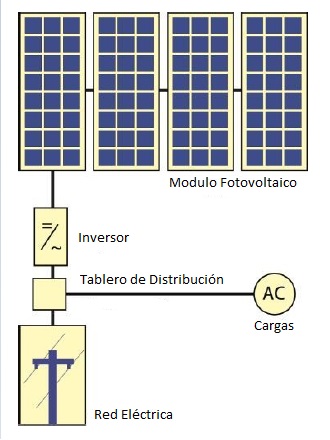 Modulo Fotovoltaico
Inversor
Tablero de Distribución
AC
Cargas
Red Eléctrica